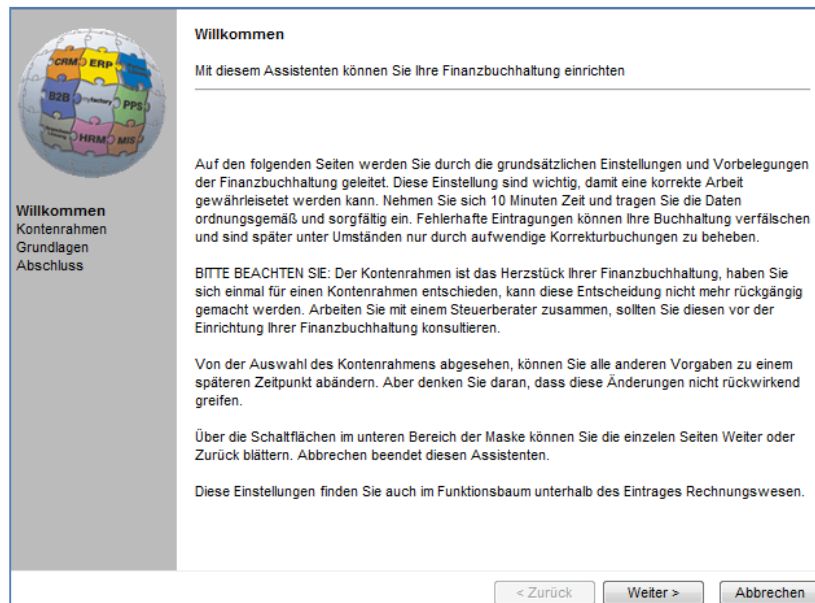 Willkommen
Mit diesem Assistenten können Sie Ihre Finanzbuchhaltung einrichten
CRM ERP
B2B myfactory PPS
HRM MIS
Willkommen
Kontenrahmen
Grundlagen
Abschluss
Auf den folgenden Seiten werden Sie durch die grundsätzlichen Einstellungen und Vorbelegungen
der Finanzbuchhaltung geleitet. Diese Einstellung sind wichtig, damit eine korrekte Arbeit
gewährleisetet werden kann. Nehmen Sie sich 10 Minuten Zeit und tragen Sie die Daten
ordnungsgemäß und sorgfältig ein. Fehlerhafte Eintragungen können Ihre Buchhaltung verfälschen
und sind später unter Umständen nur durch aufwendige Korrekturbuchungen zu beheben.
BITTE BEACHTEN SIE: Der Kontenrahmen ist das Herzstück Ihrer Finanzbuchhaltung, haben Sie
sich einmal für einen Kontenrahmen entschieden, kann diese Entscheidung nicht mehr rückgängig
gemacht werden. Arbeiten Sie mit einem Steuerberater zusammen, sollten Sie diesen vor der
Einrichtung Ihrer Finanzbuchhaltung konsultieren.
Von der Auswahl des Kontenrahmens abgesehen, können Sie alle anderen Vorgaben zu einem
späteren Zeitpunkt abändern. Aber denken Sie daran, dass diese Änderungen nicht rückwirkend
greifen.
Über die Schaltflächen im unteren Bereich der Maske können Sie die einzelen Seiten Weiter oder
Zurück blättern. Abbrechen beendet diesen Assistenten.
Diese Einstellungen finden Sie auch im Funktionsbaum unterhalb des Eintrages Rechnungswesen.
< Zurück Weiter > Abbrechen